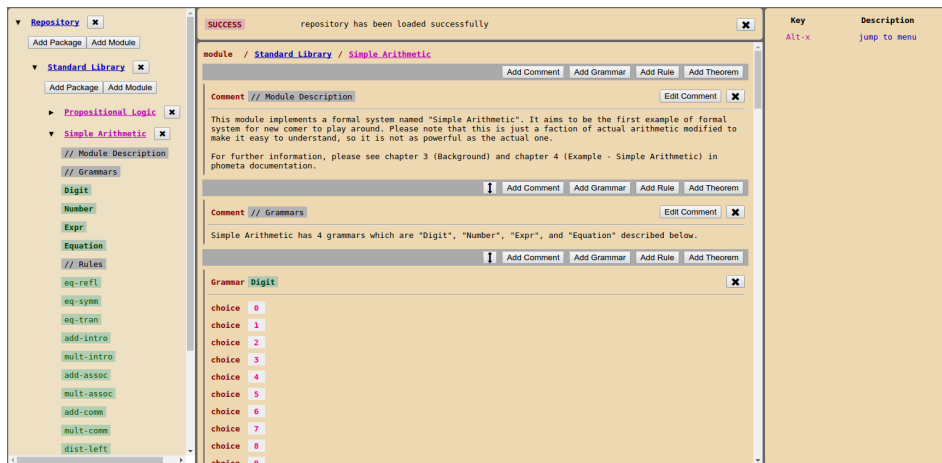 ▼ Repository ✖
Add Package Add Module
▼ Standard Library ✖
Add Package Add Module
► Propositional Logic ✖
▼ Simple Arithmetic ✖
// Module Description
// Grammars
Digit
Number
Expr
Equation
// Rules
eq-refl
eq-symm
eq-tran
add-intro
mult-intro
add-assoc
mult-assoc
add-comm
mult-comm
dist-left
SUCCESS repository has been loaded successfully ✖
module / Standard Library / Simple Arithmetic
Add Comment Add Grammar Add Rule Add Theorem
Comment // Module Description Edit Comment ✖
This module implements a formal system named "Simple Arithmetic". It aims to be the first example of formal
system for new comer to play around. Please note that this is just a faction of actual arithmetic modified to
make it easy to understand, so it is not as powerful as the actual one.
For further information, please see chapter 3 (Background) and chapter 4 (Example - Simple Arithmetic) in
phometa documentation.
↕ Add Comment Add Grammar Add Rule Add Theorem
Comment // Grammars Edit Comment ✖
Simple Arithmetic has 4 grammars which are "Digit", "Number", "Expr", and "Equation" described below.
↕ Add Comment Add Grammar Add Rule Add Theorem
Grammar Digit ✖
choice 0
choice 1
choice 2
choice 3
choice 4
choice 5
choice 6
choice 7
choice 8
choice 9
Key Description
Alt-x jump to menu